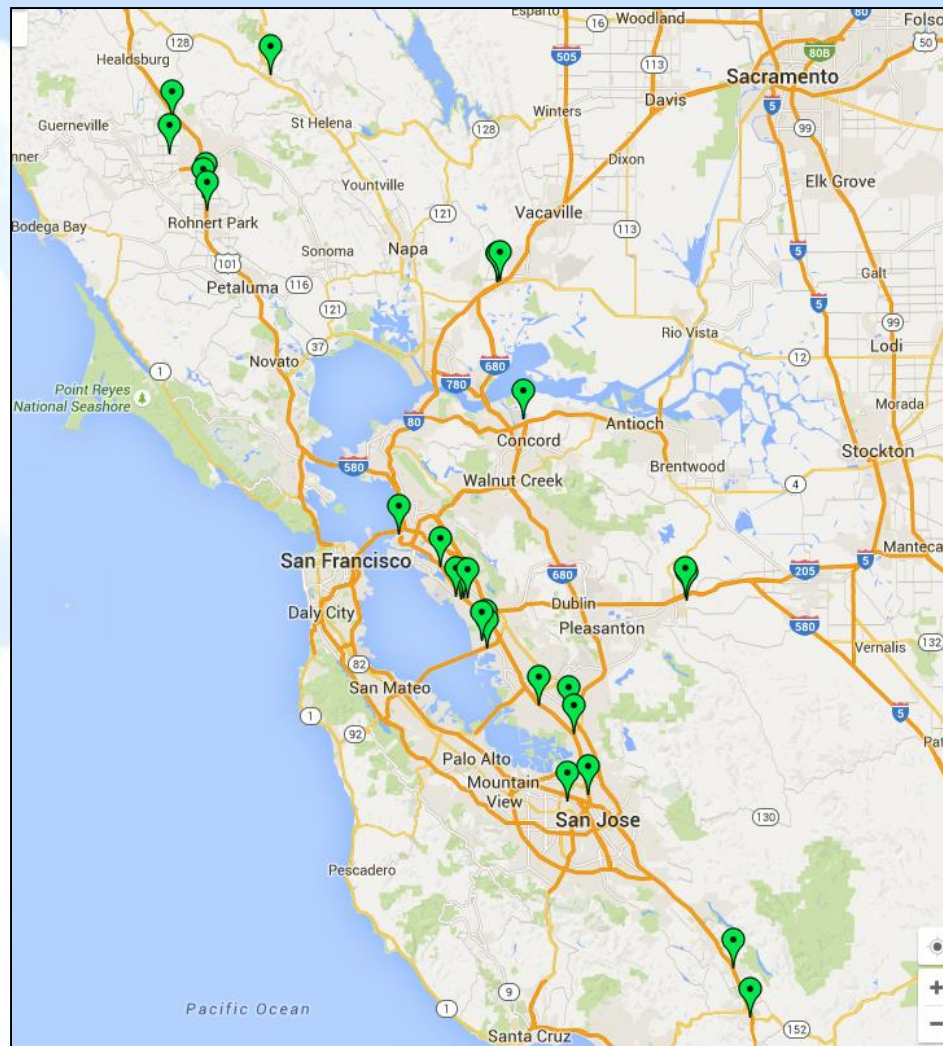 Esparto
Woodland
16
80
Folso
128
Healdsburg
505
80B
50
113
Sacramento
Winters
Davis
5
99
Guerneville
St Helena
128
nner
Dixon
Yountville
Elk Grove
121
Vacaville
113
Rohnert Park
Bodega Bay
Sonoma
Napa
5
101
Galt
Petaluma
116
5
121
99
Rio Vista
37
12
Lodi
1
Novato
680
Point Reyes
National Seashore
780
80
Morada
Antioch
Concord
580
Stockton
Brentwood
Walnut Creek
4
San Francisco
5
Manteca
680
205
Daly City
Dublin
Pleasanton
580
132
Vernalis
82
San Mateo
1
5
92
Pat
Palo Alto
Mountain
View
San Jose
130
Pescadero
9
1
Pacific Ocean
152
Santa Cruz
+
−